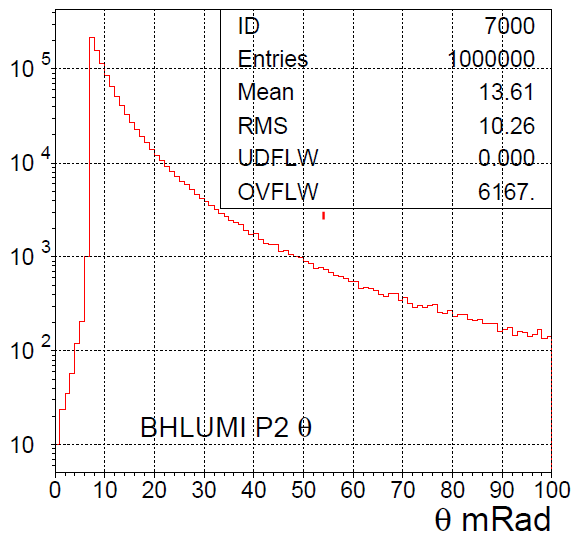 ID 7000
Entries 1000000
Mean 13.61
RMS 10.26
UDFLW 0.000
OVFLW 6167.
10 5
10 4
10 3
10 2
10
BHLUMI P2 θ
0 10 20 30 40 50 60 70 80 90 100
θ mRad